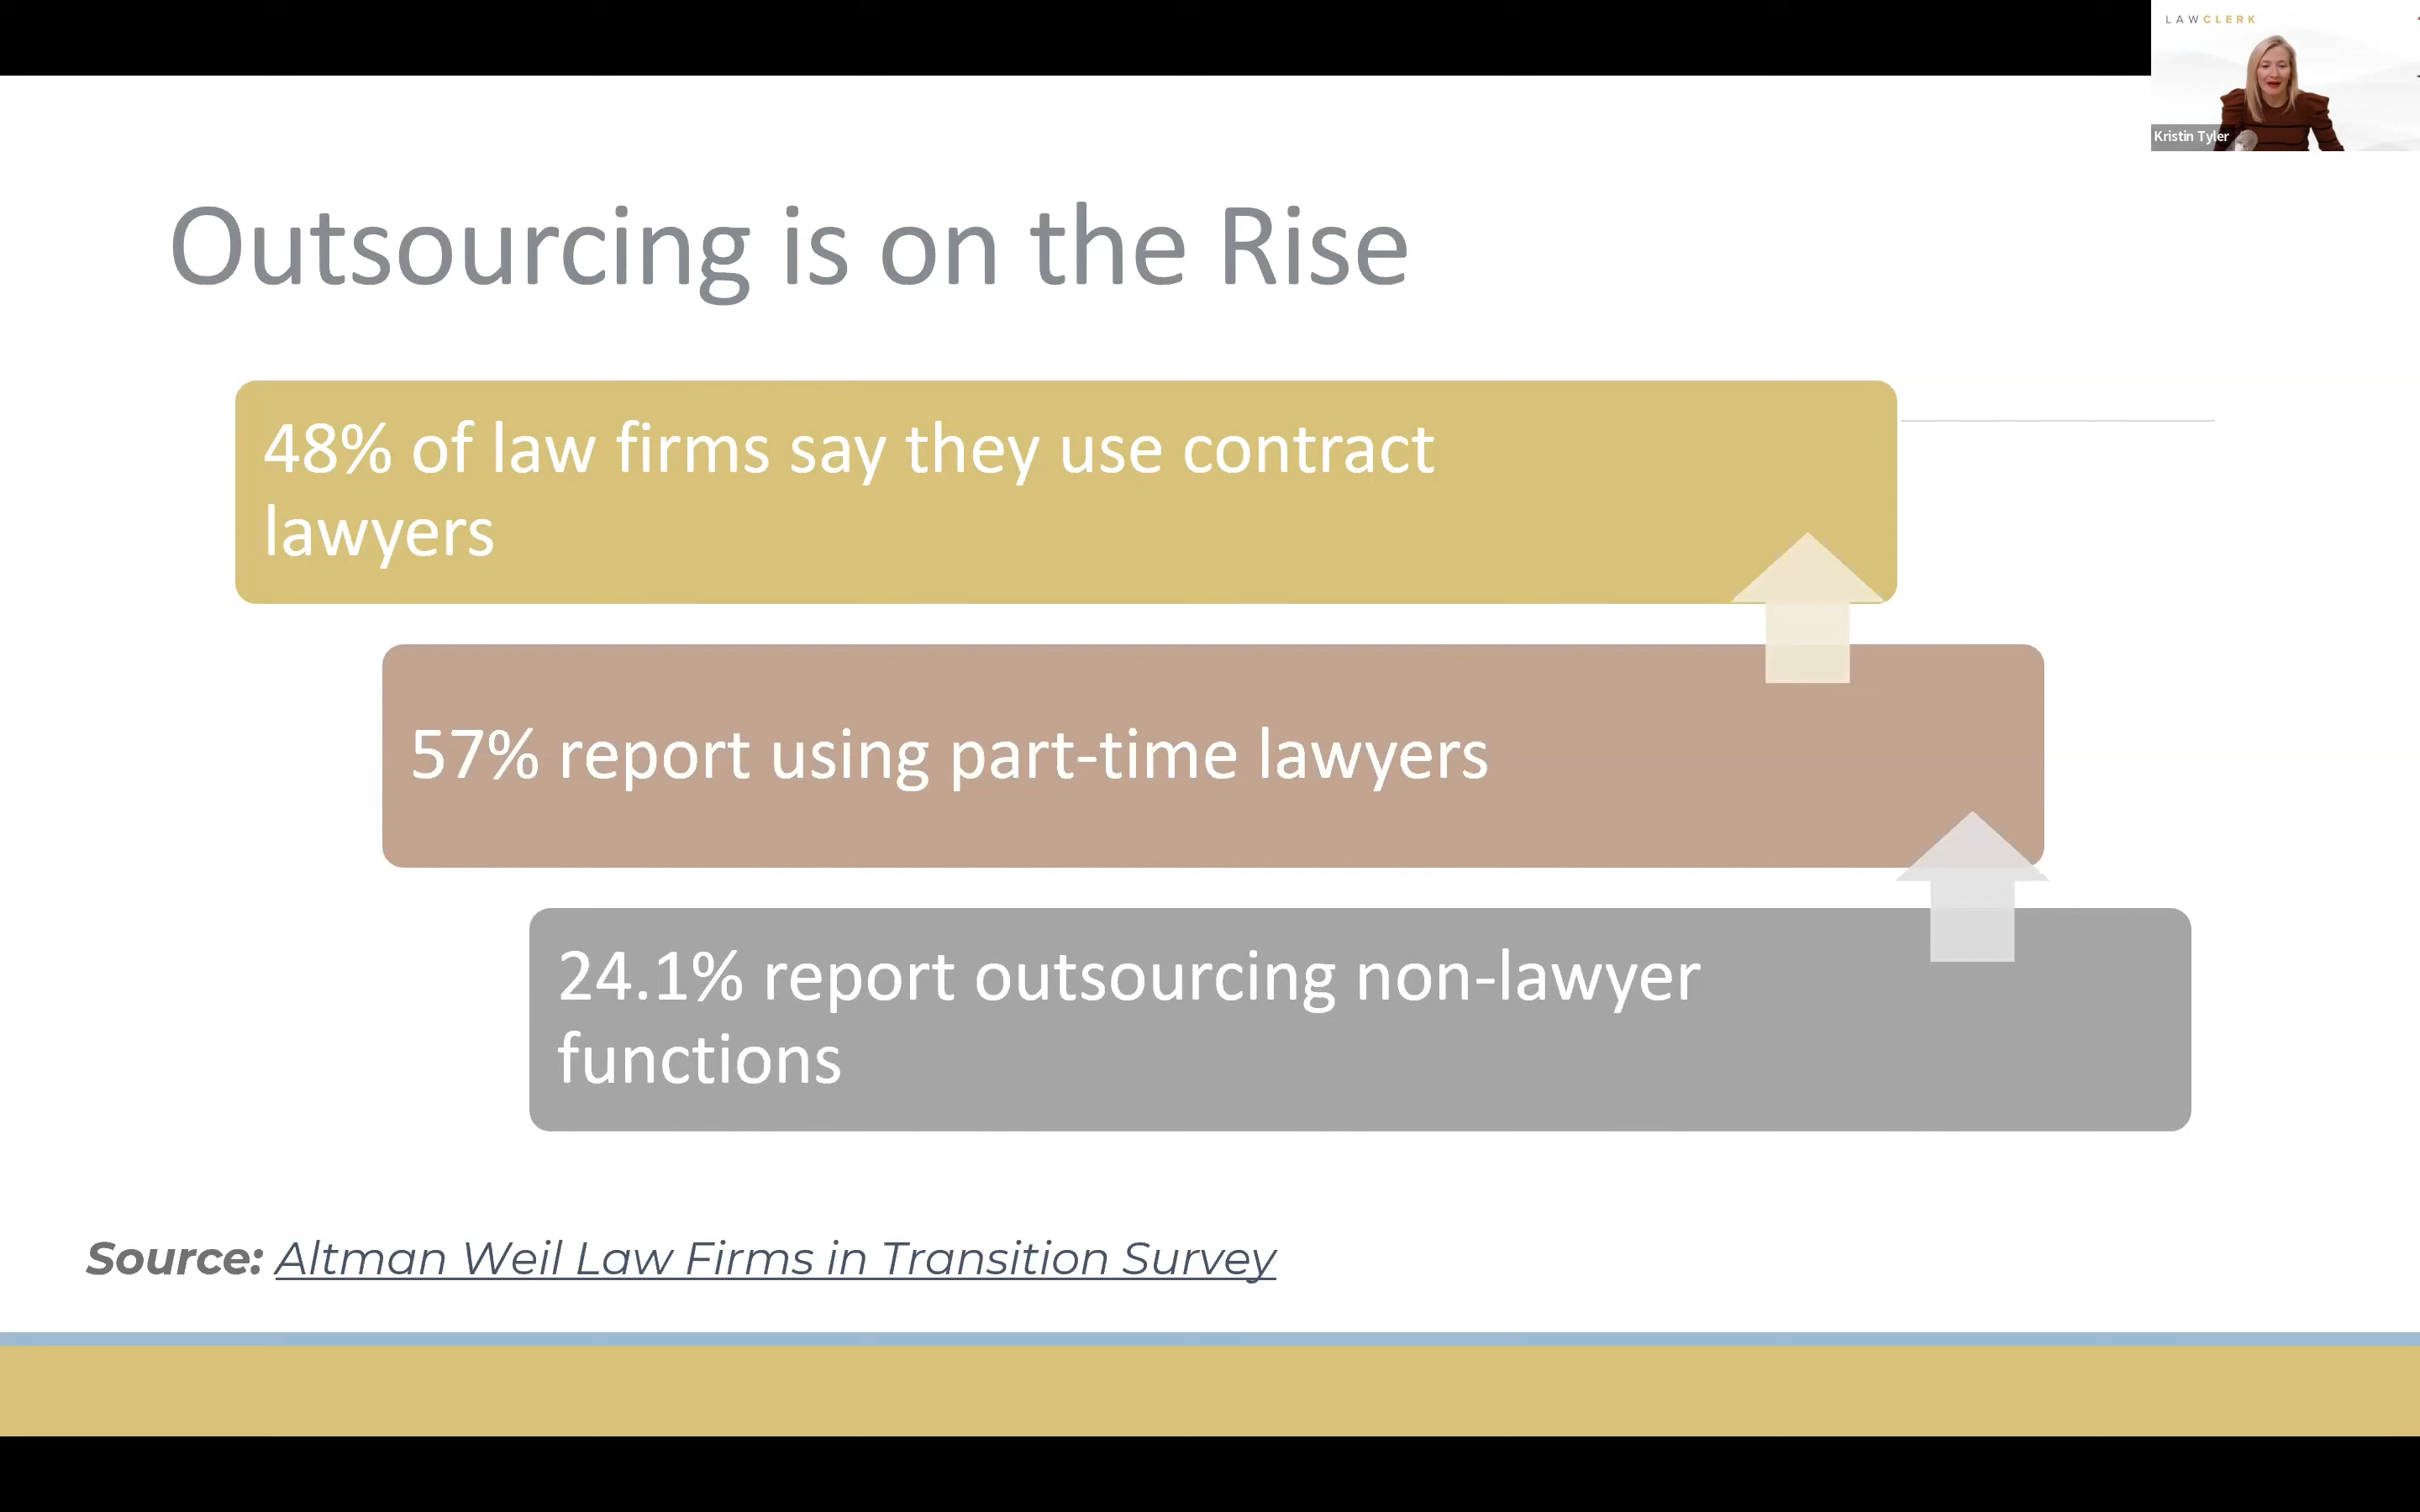 LAWCLERK
Kristin Tyler
Outsourcing is on the Rise
48% of law firms say they use contract
lawyers
57% report using part-time lawyers
24.1% report outsourcing non-lawyer
functions
Source: Altman Weil Law Firms in Transition Survey